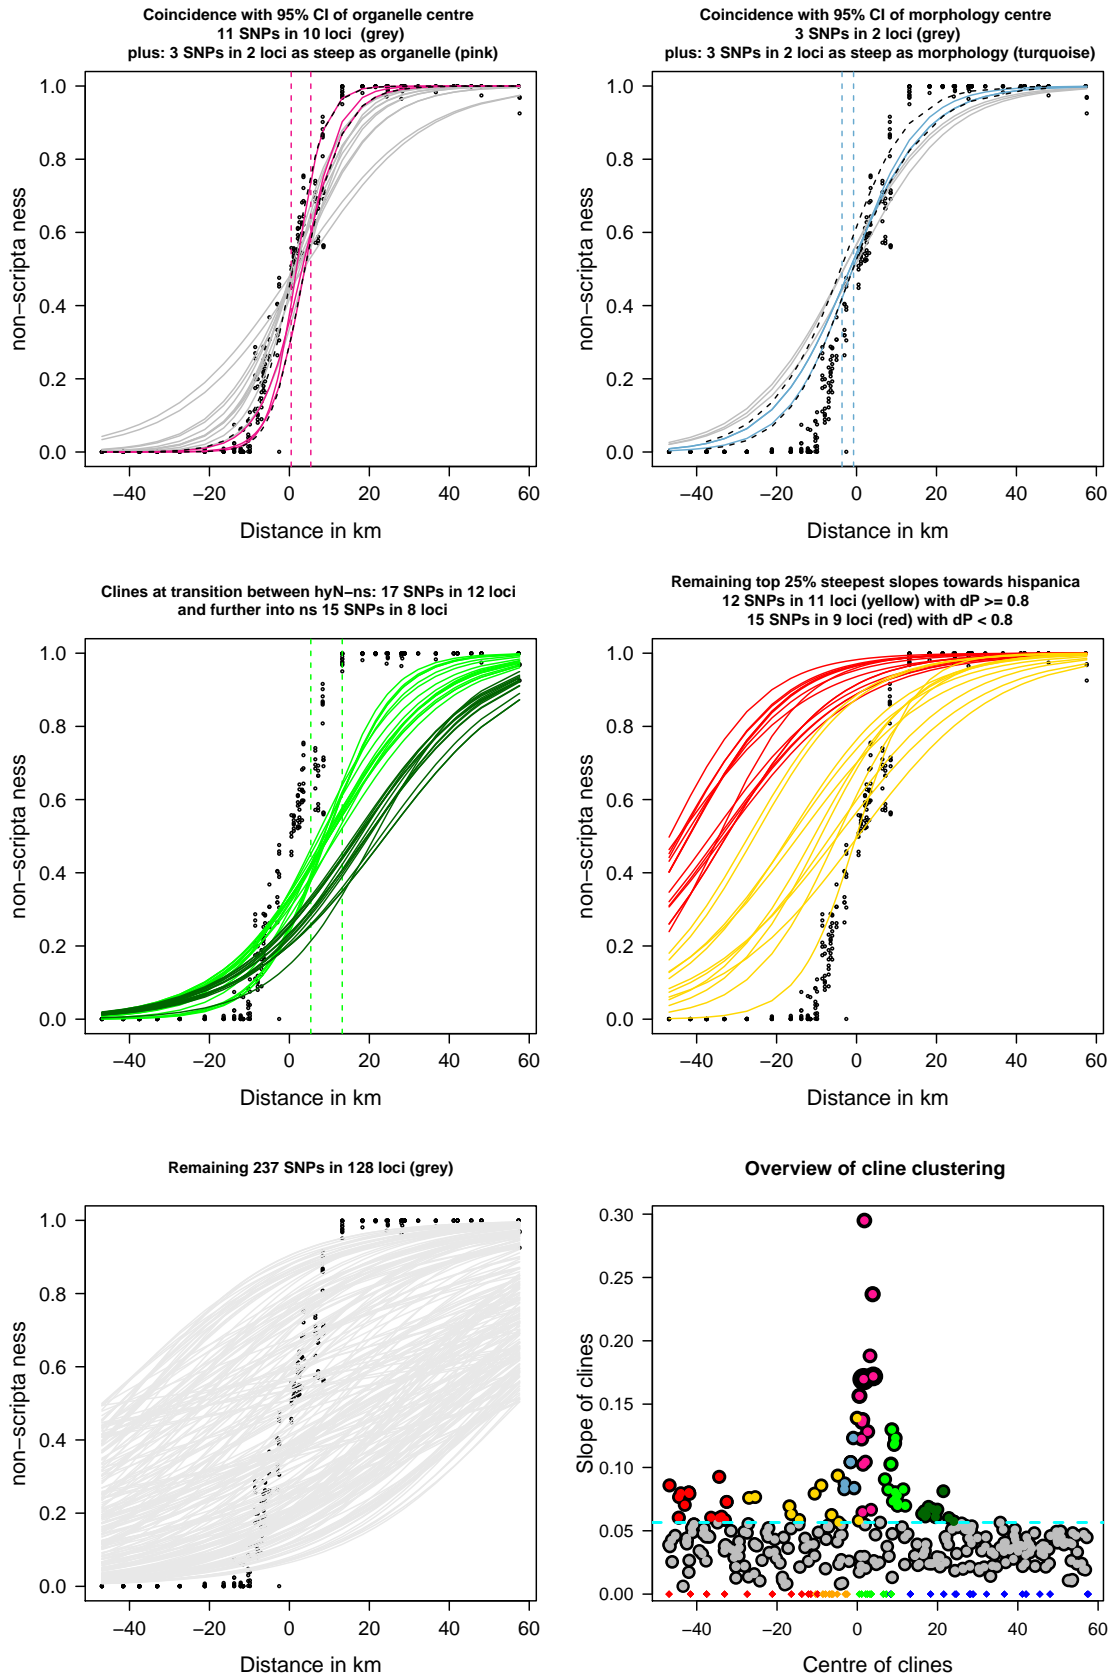 Coincidence with 95% CI of organelle centre
11 SNPs in 10 loci (grey)
plus: 3 SNPs in 2 loci as steep as organelle (pink)
non−scripta ness
1.0
0.8
0.6
0.4
0.2
0.0
−40 −20 0 20 40 60
Distance in km
Coincidence with 95% CI of morphology centre
3 SNPs in 2 loci (grey)
plus: 3 SNPs in 2 loci as steep as morphology (turquoise)
non−scripta ness
1.0
0.8
0.6
0.4
0.2
0.0
−40 −20 0 20 40 60
Distance in km
Clines at transition between hyN−ns: 17 SNPs in 12 loci
and further into ns 15 SNPs in 8 loci
non−scripta ness
1.0
0.8
0.6
0.4
0.2
0.0
−40 −20 0 20 40 60
Distance in km
Remaining top 25% steepest slopes towards hispanica
12 SNPs in 11 loci (yellow) with dP >= 0.8
15 SNPs in 9 loci (red) with dP < 0.8
non−scripta ness
1.0
0.8
0.6
0.4
0.2
0.0
−40 −20 0 20 40 60
Distance in km
Remaining 237 SNPs in 128 loci (grey)
non−scripta ness
1.0
0.8
0.6
0.4
0.2
0.0
−40 −20 0 20 40 60
Distance in km
Overview of cline clustering
Slope of clines
0.30
0.25
0.20
0.15
0.10
0.05
0.00
−40 −20 0 20 40 60
Centre of clines